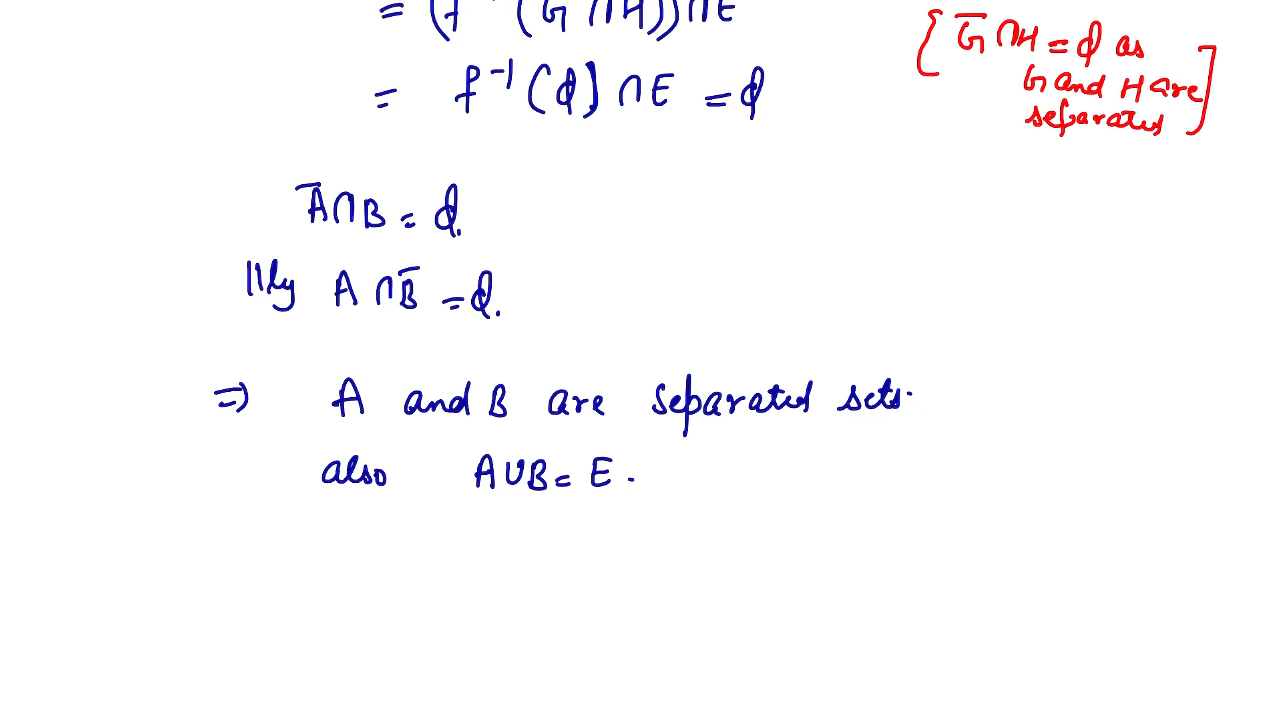 = (f⁻¹(G̅ ∩ H)) ∩ E
= f⁻¹(ϕ) ∩ E = ϕ
{ G̅ ∩ H = ϕ as
G and H are
separated ]
A̅ ∩ B = ϕ.
|||ly A ∩ B̅ = ϕ.
⇒ A and B are separated sets.
also A ∪ B = E.